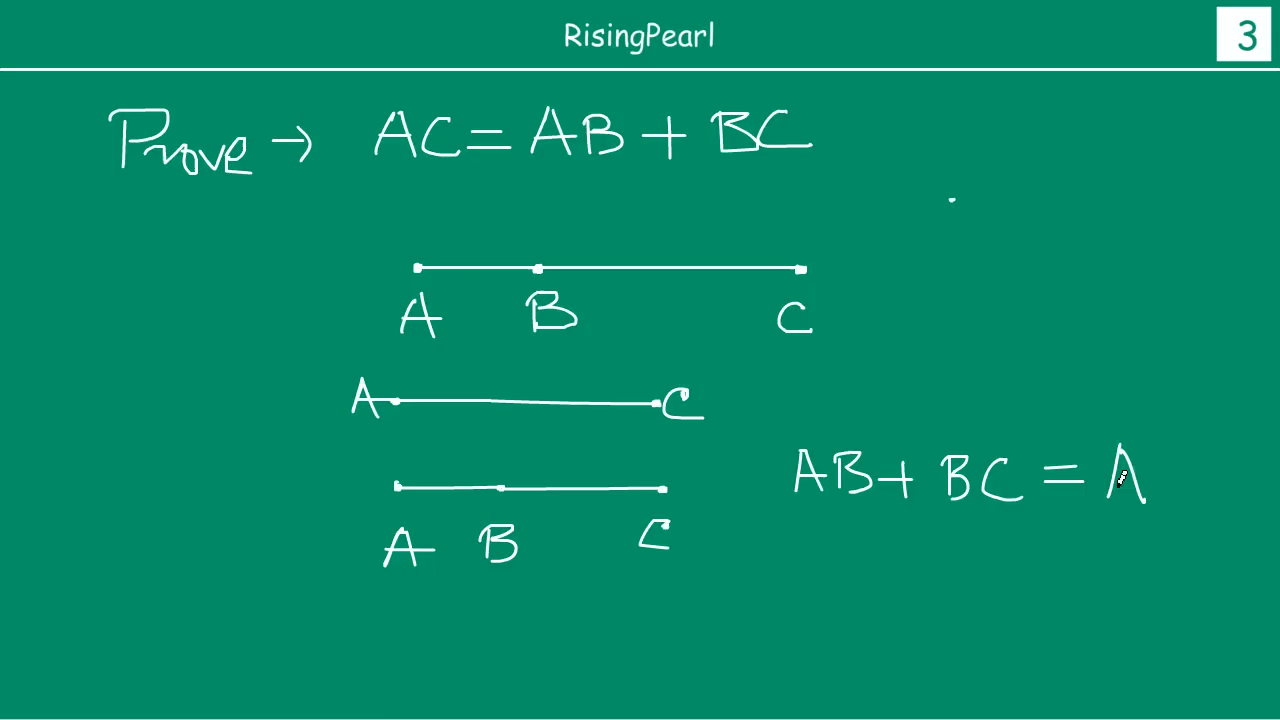 RisingPearl
3
Prove → AC = AB + BC
A B C
A C
AB + BC = A
A B C